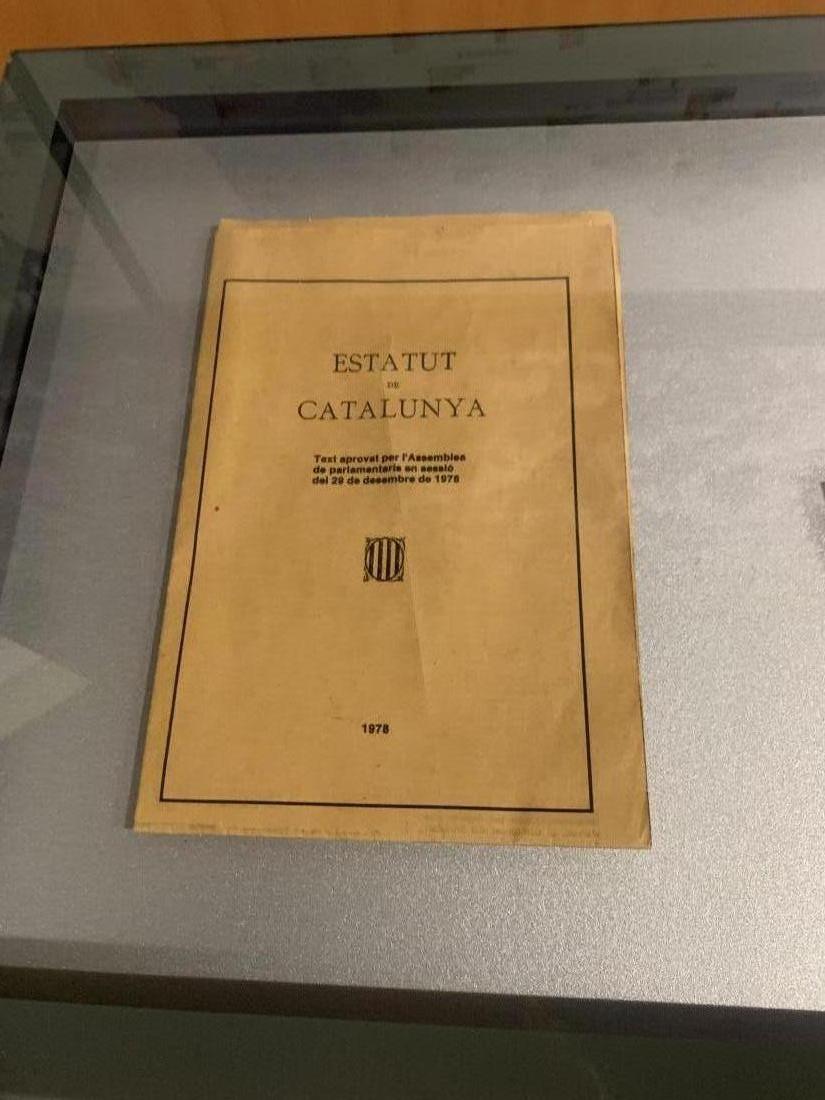 ESTATUT
DE
CATALUNYA
Text aprovat per l'Assemblea
de parlamentaris en sessió
del 29 de desembre de 1978
1978